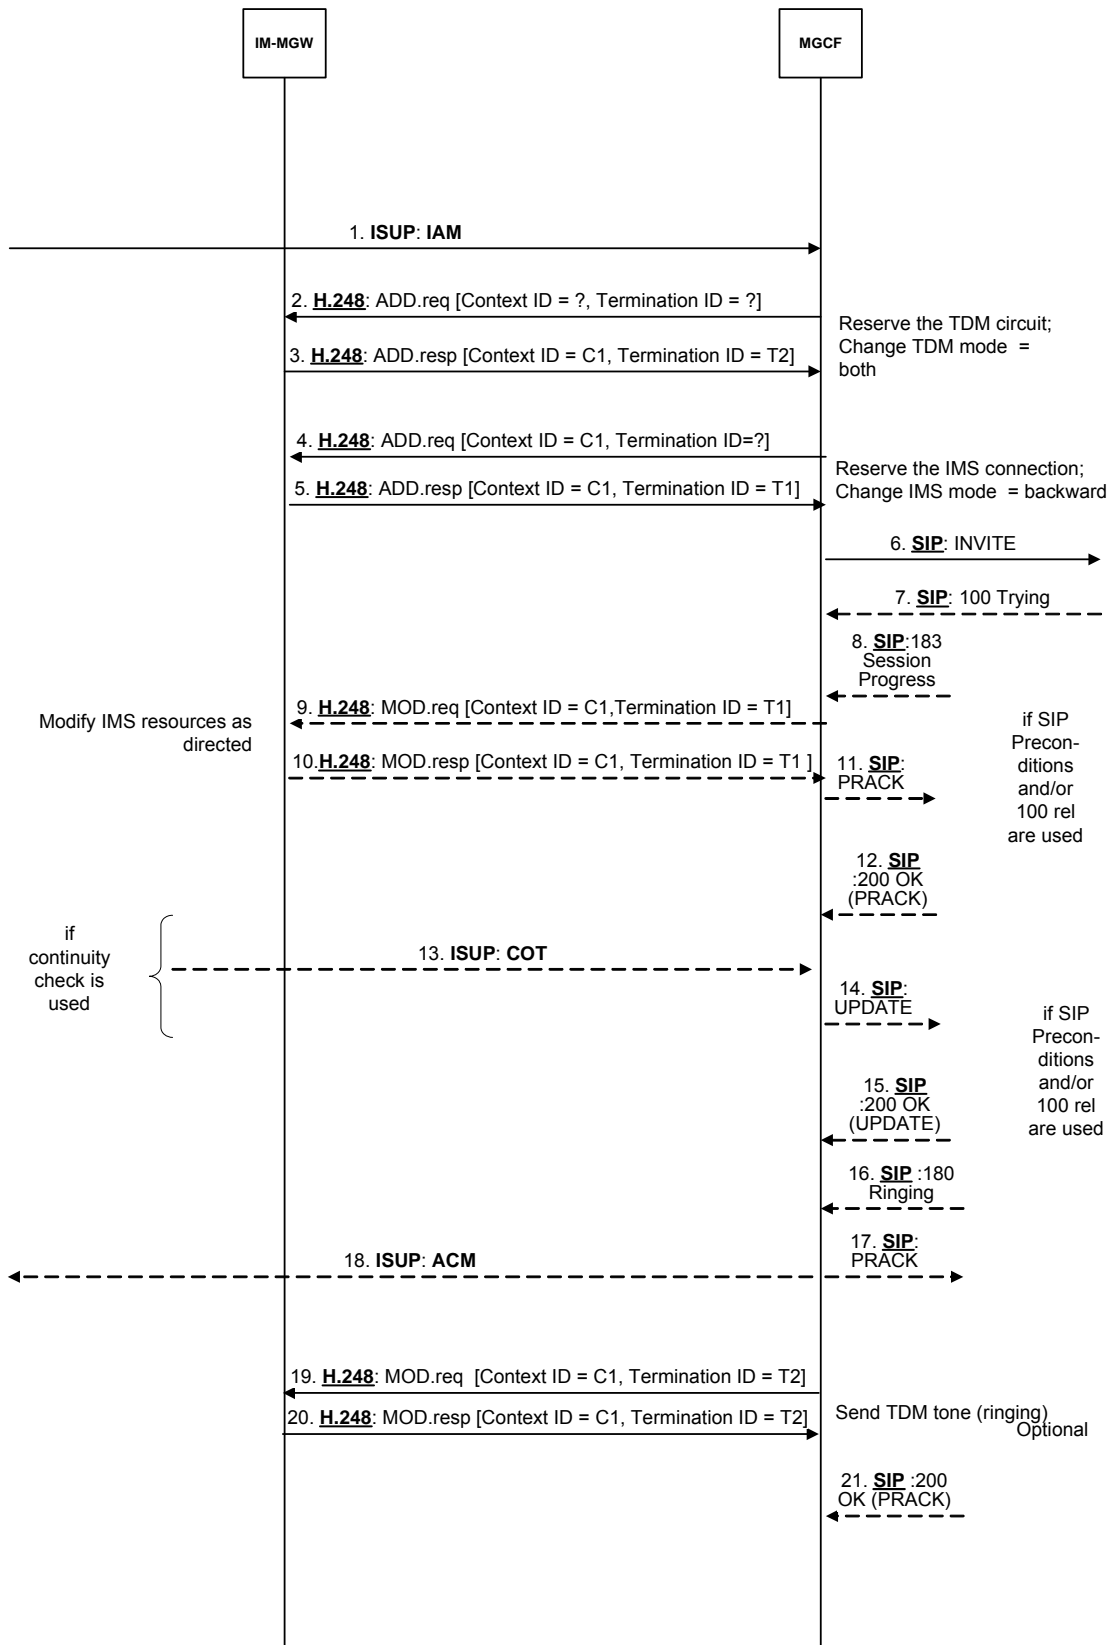 IM-MGW
MGCF
1. ISUP: IAM
2. H.248: ADD.req [Context ID = ?, Termination ID = ?]
Reserve the TDM circuit;
Change TDM mode =
both
3. H.248: ADD.resp [Context ID = C1, Termination ID = T2]
4. H.248: ADD.req [Context ID = C1, Termination ID=?]
Reserve the IMS connection;
Change IMS mode = backward
5. H.248: ADD.resp [Context ID = C1, Termination ID = T1]
6. SIP: INVITE
7. SIP: 100 Trying
8. SIP:183
Session
Progress
9. H.248: MOD.req [Context ID = C1,Termination ID = T1]
Modify IMS resources as
directed
10.H.248: MOD.resp [Context ID = C1, Termination ID = T1 ]
11. SIP:
PRACK
if SIP
Precon-
ditions
and/or
100 rel
are used
12. SIP
:200 OK
(PRACK)
if
continuity
check is
used
13. ISUP: COT
14. SIP:
UPDATE
if SIP
Precon-
ditions
and/or
100 rel
are used
15. SIP
:200 OK
(UPDATE)
16. SIP :180
Ringing
17. SIP:
PRACK
18. ISUP: ACM
19. H.248: MOD.req [Context ID = C1, Termination ID = T2]
20. H.248: MOD.resp [Context ID = C1, Termination ID = T2]
Send TDM tone (ringing)
Optional
21. SIP :200
OK (PRACK)